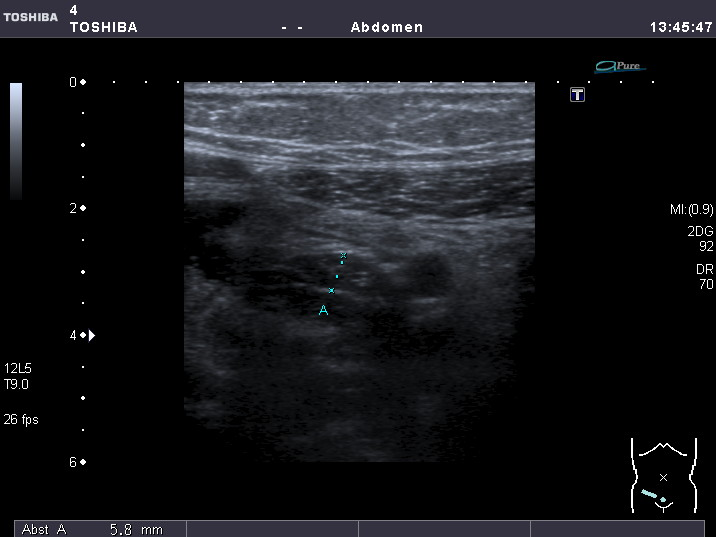 TOSHIBA
4
TOSHIBA - - Abdomen 13:45:47
aPure
T
0
2
4
6
MI:(0.9)
2DG
92
DR
70
12L5
T9.0
26 fps
A
Abst A 5.8 mm